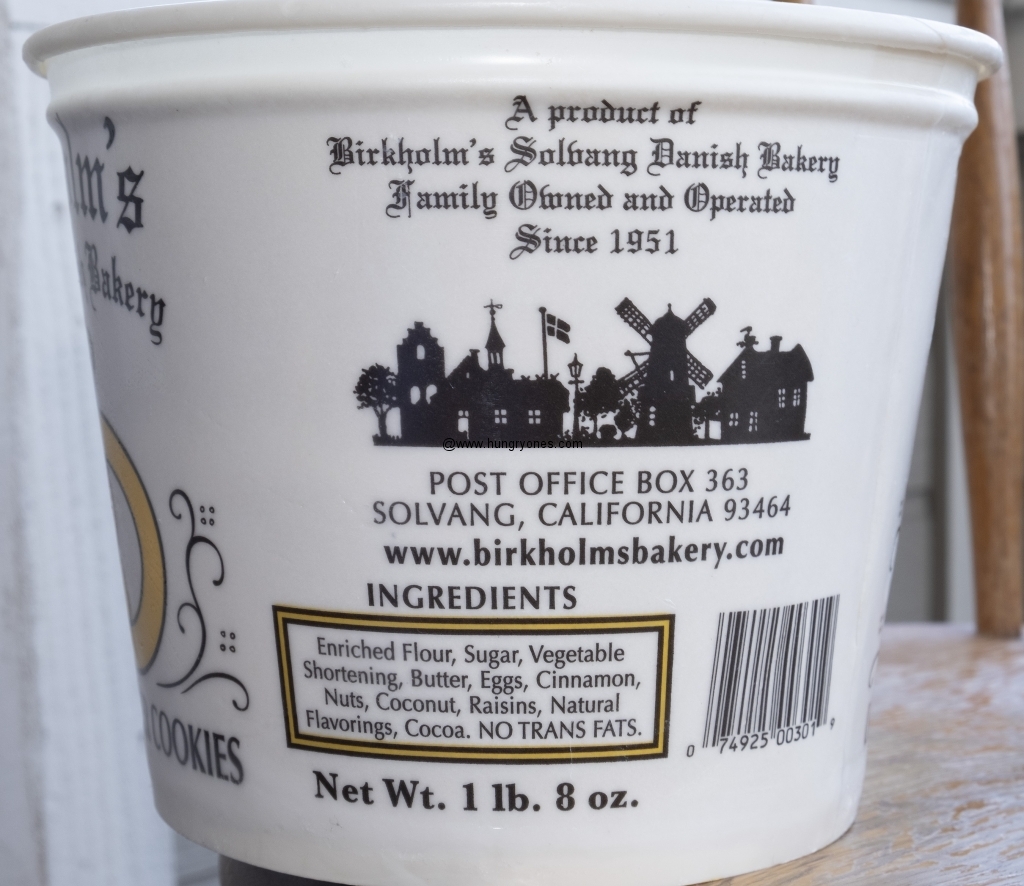 A product of
Birkholm's Solvang Danish Bakery
Family Owned and Operated
Since 1951
m's
Bakery
@www.hungryones.com
POST OFFICE BOX 363
SOLVANG, CALIFORNIA 93464
www.birkholmsbakery.com
INGREDIENTS
Enriched Flour, Sugar, Vegetable
Shortening, Butter, Eggs, Cinnamon,
Nuts, Coconut, Raisins, Natural
Flavorings, Cocoa. NO TRANS FATS.
0 74925 00301 9
COOKIES
Net Wt. 1 lb. 8 oz.